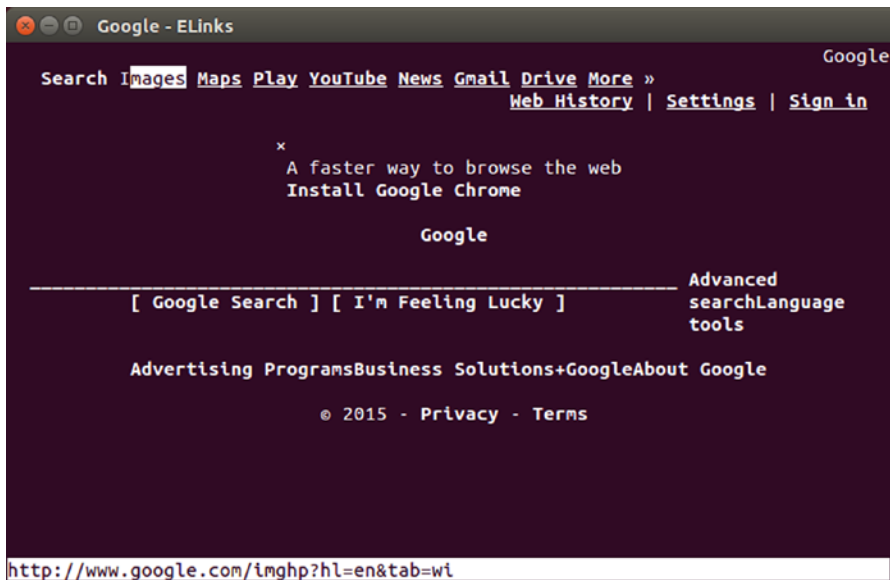 Google - ELinks
Google
Search Images Maps Play YouTube News Gmail Drive More »
Web History | Settings | Sign in
×
A faster way to browse the web
Install Google Chrome
Google
____________________________________________________________ Advanced
[ Google Search ] [ I'm Feeling Lucky ] searchLanguage
tools
Advertising ProgramsBusiness Solutions+GoogleAbout Google
© 2015 - Privacy - Terms
http://www.google.com/imghp?hl=en&tab=wi